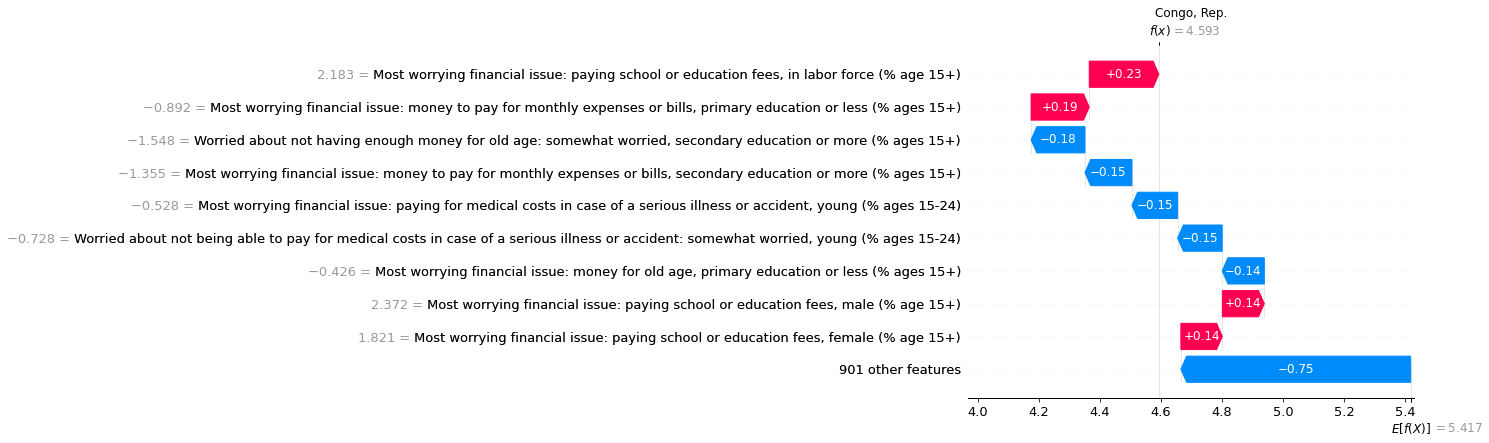 Congo, Rep.
f(x) = 4.593
2.183 = Most worrying financial issue: paying school or education fees, in labor force (% age 15+)
+0.23
−0.892 = Most worrying financial issue: money to pay for monthly expenses or bills, primary education or less (% ages 15+)
+0.19
−1.548 = Worried about not having enough money for old age: somewhat worried, secondary education or more (% ages 15+)
−0.18
−1.355 = Most worrying financial issue: money to pay for monthly expenses or bills, secondary education or more (% ages 15+)
−0.15
−0.528 = Most worrying financial issue: paying for medical costs in case of a serious illness or accident, young (% ages 15-24)
−0.15
−0.728 = Worried about not being able to pay for medical costs in case of a serious illness or accident: somewhat worried, young (% ages 15-24)
−0.15
−0.426 = Most worrying financial issue: money for old age, primary education or less (% ages 15+)
−0.14
2.372 = Most worrying financial issue: paying school or education fees, male (% age 15+)
+0.14
1.821 = Most worrying financial issue: paying school or education fees, female (% age 15+)
+0.14
901 other features
−0.75
4.0 4.2 4.4 4.6 4.8 5.0 5.2 5.4
E[f(X)] = 5.417